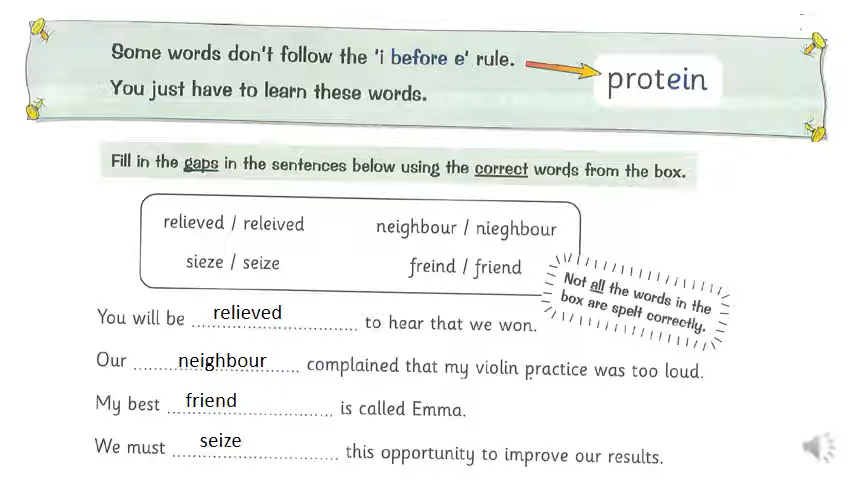 Some words don't follow the 'i before e' rule.
protein
You just have to learn these words.
Fill in the gaps in the sentences below using the correct words from the box.
relieved / releived
neighbour / nieghbour
sieze / seize
freind / friend
Not all the words in the
box are spelt correctly.
You will be relieved to hear that we won.
Our neighbour complained that my violin practice was too loud.
My best friend is called Emma.
We must seize this opportunity to improve our results.